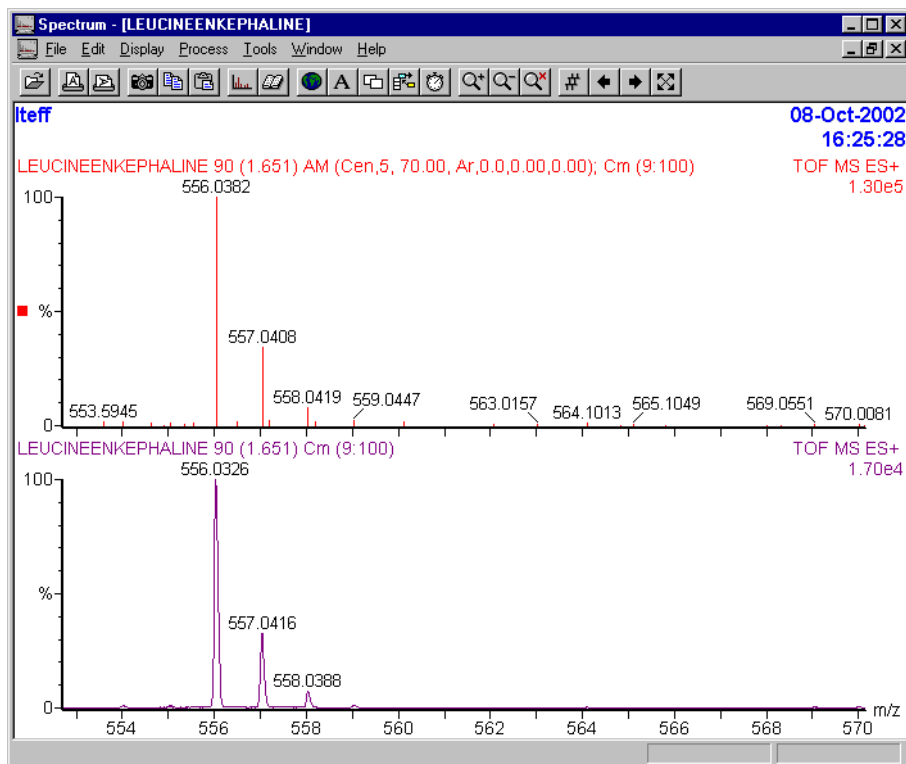 Spectrum - [LEUCINEENKEPHALINE]
File Edit Display Process Tools Window Help
A A A #
lteff 08-Oct-2002
16:25:28
LEUCINEENKEPHALINE 90 (1.651) AM (Cen,5, 70.00, Ar,0.0,0.00,0.00); Cm (9:100) TOF MS ES+
1.30e5
556.0382
100
557.0408
%
558.0419 559.0447
553.5945 563.0157 564.1013 565.1049 569.0551 570.0081
0
LEUCINEENKEPHALINE 90 (1.651) Cm (9:100) TOF MS ES+
1.70e4
556.0326
100
%
557.0416
558.0388
0
m/z
554 556 558 560 562 564 566 568 570